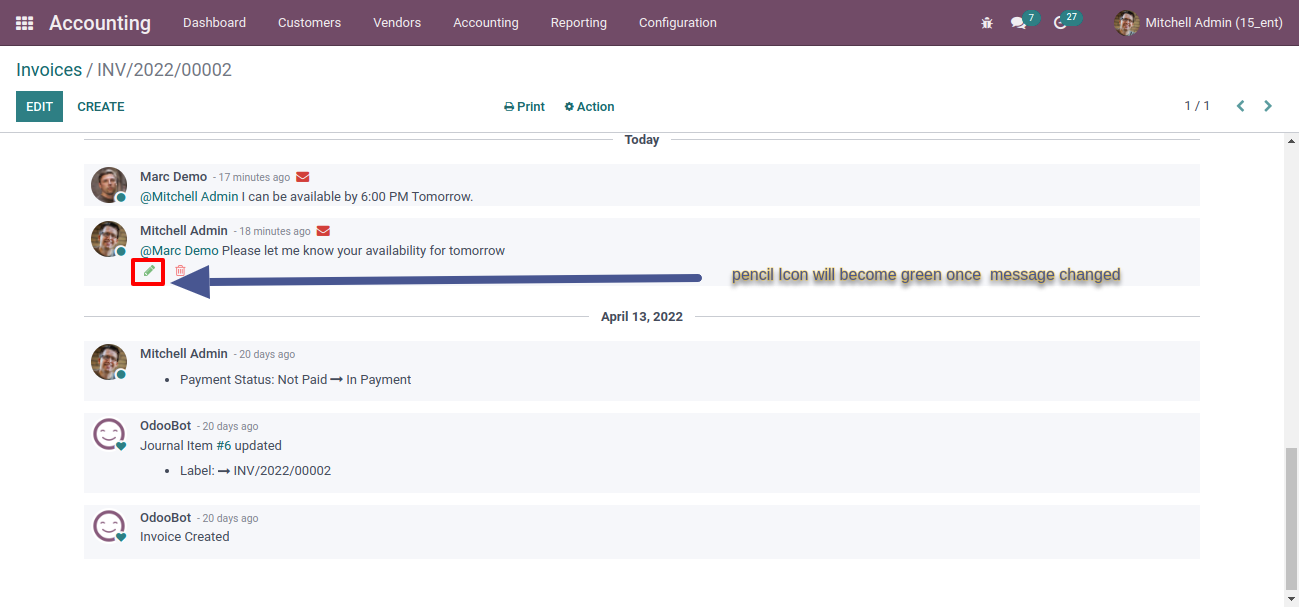 Accounting Dashboard Customers Vendors Accounting Reporting Configuration 7 27 Mitchell Admin (15_ent)
Invoices / INV/2022/00002
EDIT CREATE Print Action 1 / 1
Today
Marc Demo - 17 minutes ago
@Mitchell Admin I can be available by 6:00 PM Tomorrow.
Mitchell Admin - 18 minutes ago
@Marc Demo Please let me know your availability for tomorrow
pencil Icon will become green once message changed
April 13, 2022
Mitchell Admin - 20 days ago
• Payment Status: Not Paid → In Payment
OdooBot - 20 days ago
Journal Item #6 updated
• Label: → INV/2022/00002
OdooBot - 20 days ago
Invoice Created